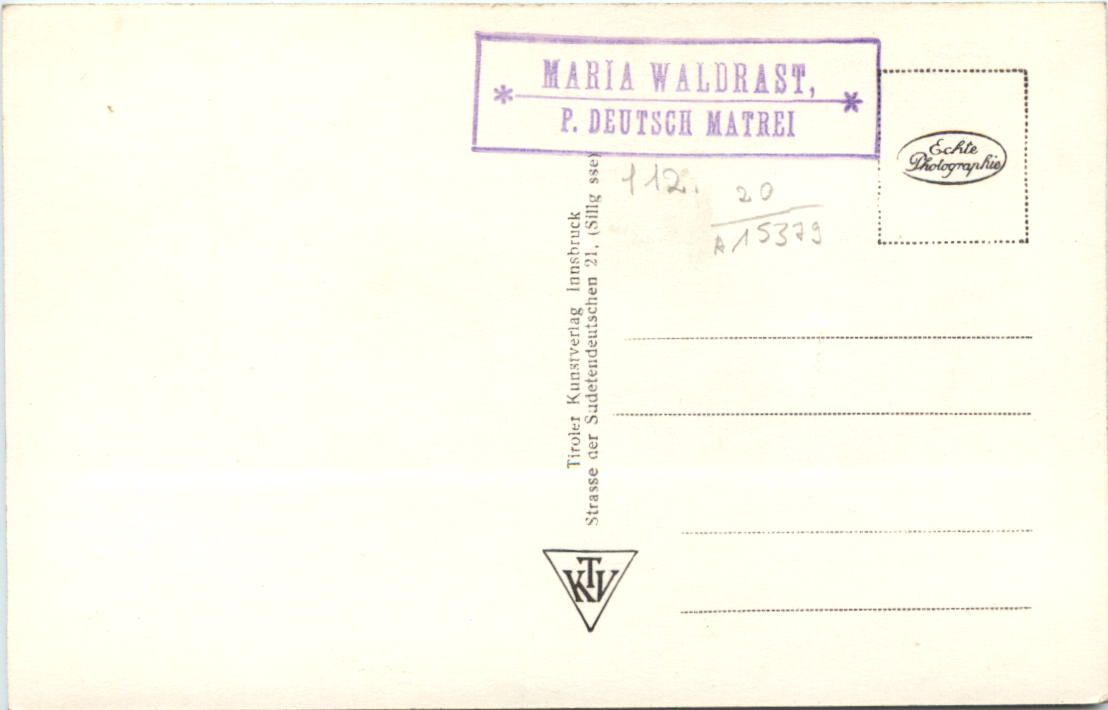 MARIA WALDRAST,
P. DEUTSCH MATREI
Echte
Photographie
112.
20
A 15379
Tiroler Kunstverlag Innsbruck
Strasse der Sudetendeutschen 21, (Sillg sse)
KTV